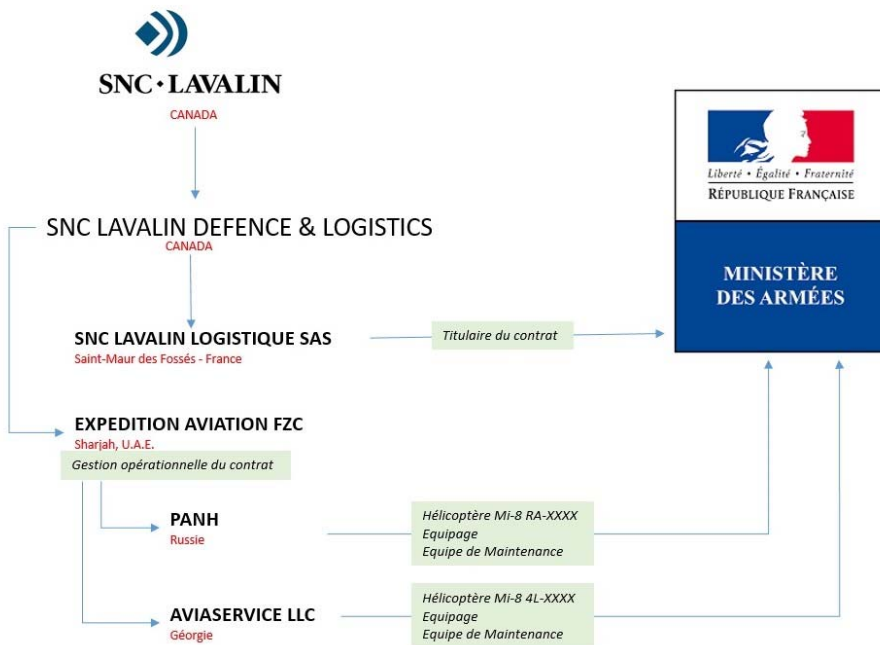 SNC·LAVALIN
CANADA
SNC LAVALIN DEFENCE & LOGISTICS
CANADA
SNC LAVALIN LOGISTIQUE SAS
Saint-Maur des Fossés - France
Titulaire du contrat
Liberté • Égalité • Fraternité
RÉPUBLIQUE FRANÇAISE
MINISTÈRE
DES ARMÉES
EXPEDITION AVIATION FZC
Sharjah, U.A.E.
Gestion opérationnelle du contrat
PANH
Russie
Hélicoptère Mi-8 RA-XXXX
Equipage
Equipe de Maintenance
AVIASERVICE LLC
Géorgie
Hélicoptère Mi-8 4L-XXXX
Equipage
Equipe de Maintenance